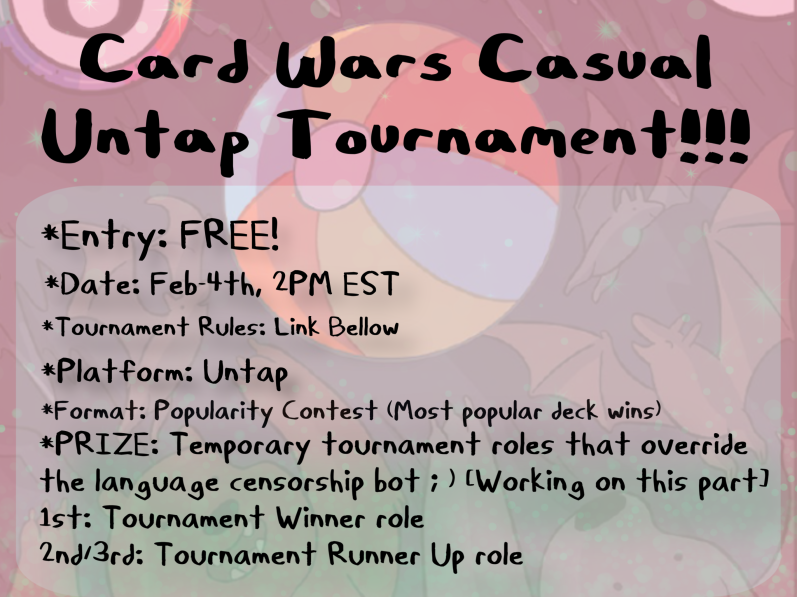 Card Wars Casual
Untap Tournament!!!
*Entry: FREE!
*Date: Feb-4th, 2PM EST
*Tournament Rules: Link Bellow
*Platform: Untap
*Format: Popularity Contest (Most popular deck wins)
*PRIZE: Temporary tournament roles that override
the language censorship bot ; ) [Working on this part]
1st: Tournament Winner role
2nd/3rd: Tournament Runner Up role